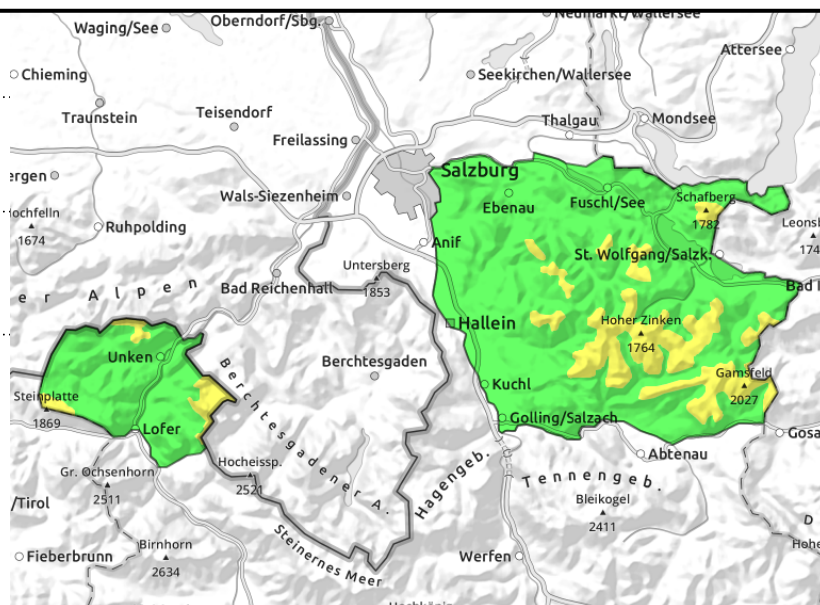 Oberndorf/Sbg.
Neumarkt/Wallersee
Waging/See
Attersee
Chieming
Seekirchen/Wallersee
Traunstein
Teisendorf
Thalgau
Mondsee
Freilassing
Salzburg
ergen
Wals-Siezenheim
Ebenau
Fuschl/See
Schafberg
1782
ochfelln
1674
Ruhpolding
Anif
Leonsb
174
St. Wolfgang/Salzk.
Untersberg
1853
er Alpen
Bad Reichenhall
Bad I
Hallein
Hoher Zinken
1764
Unken
Berchtesgaden
Berchtesgadener A.
Kuchl
Gamsfeld
2027
Steinplatte
1869
Lofer
Golling/Salzach
Gosa
Abtenau
Gr. Ochsenhorn
2511
Hocheissp.
2521
Hagengeb.
Tennengeb.
/Tirol
Bleikogel
2411
D
Steinernes Meer
Birnhorn
2634
Fieberbrunn
Werfen
Hohe